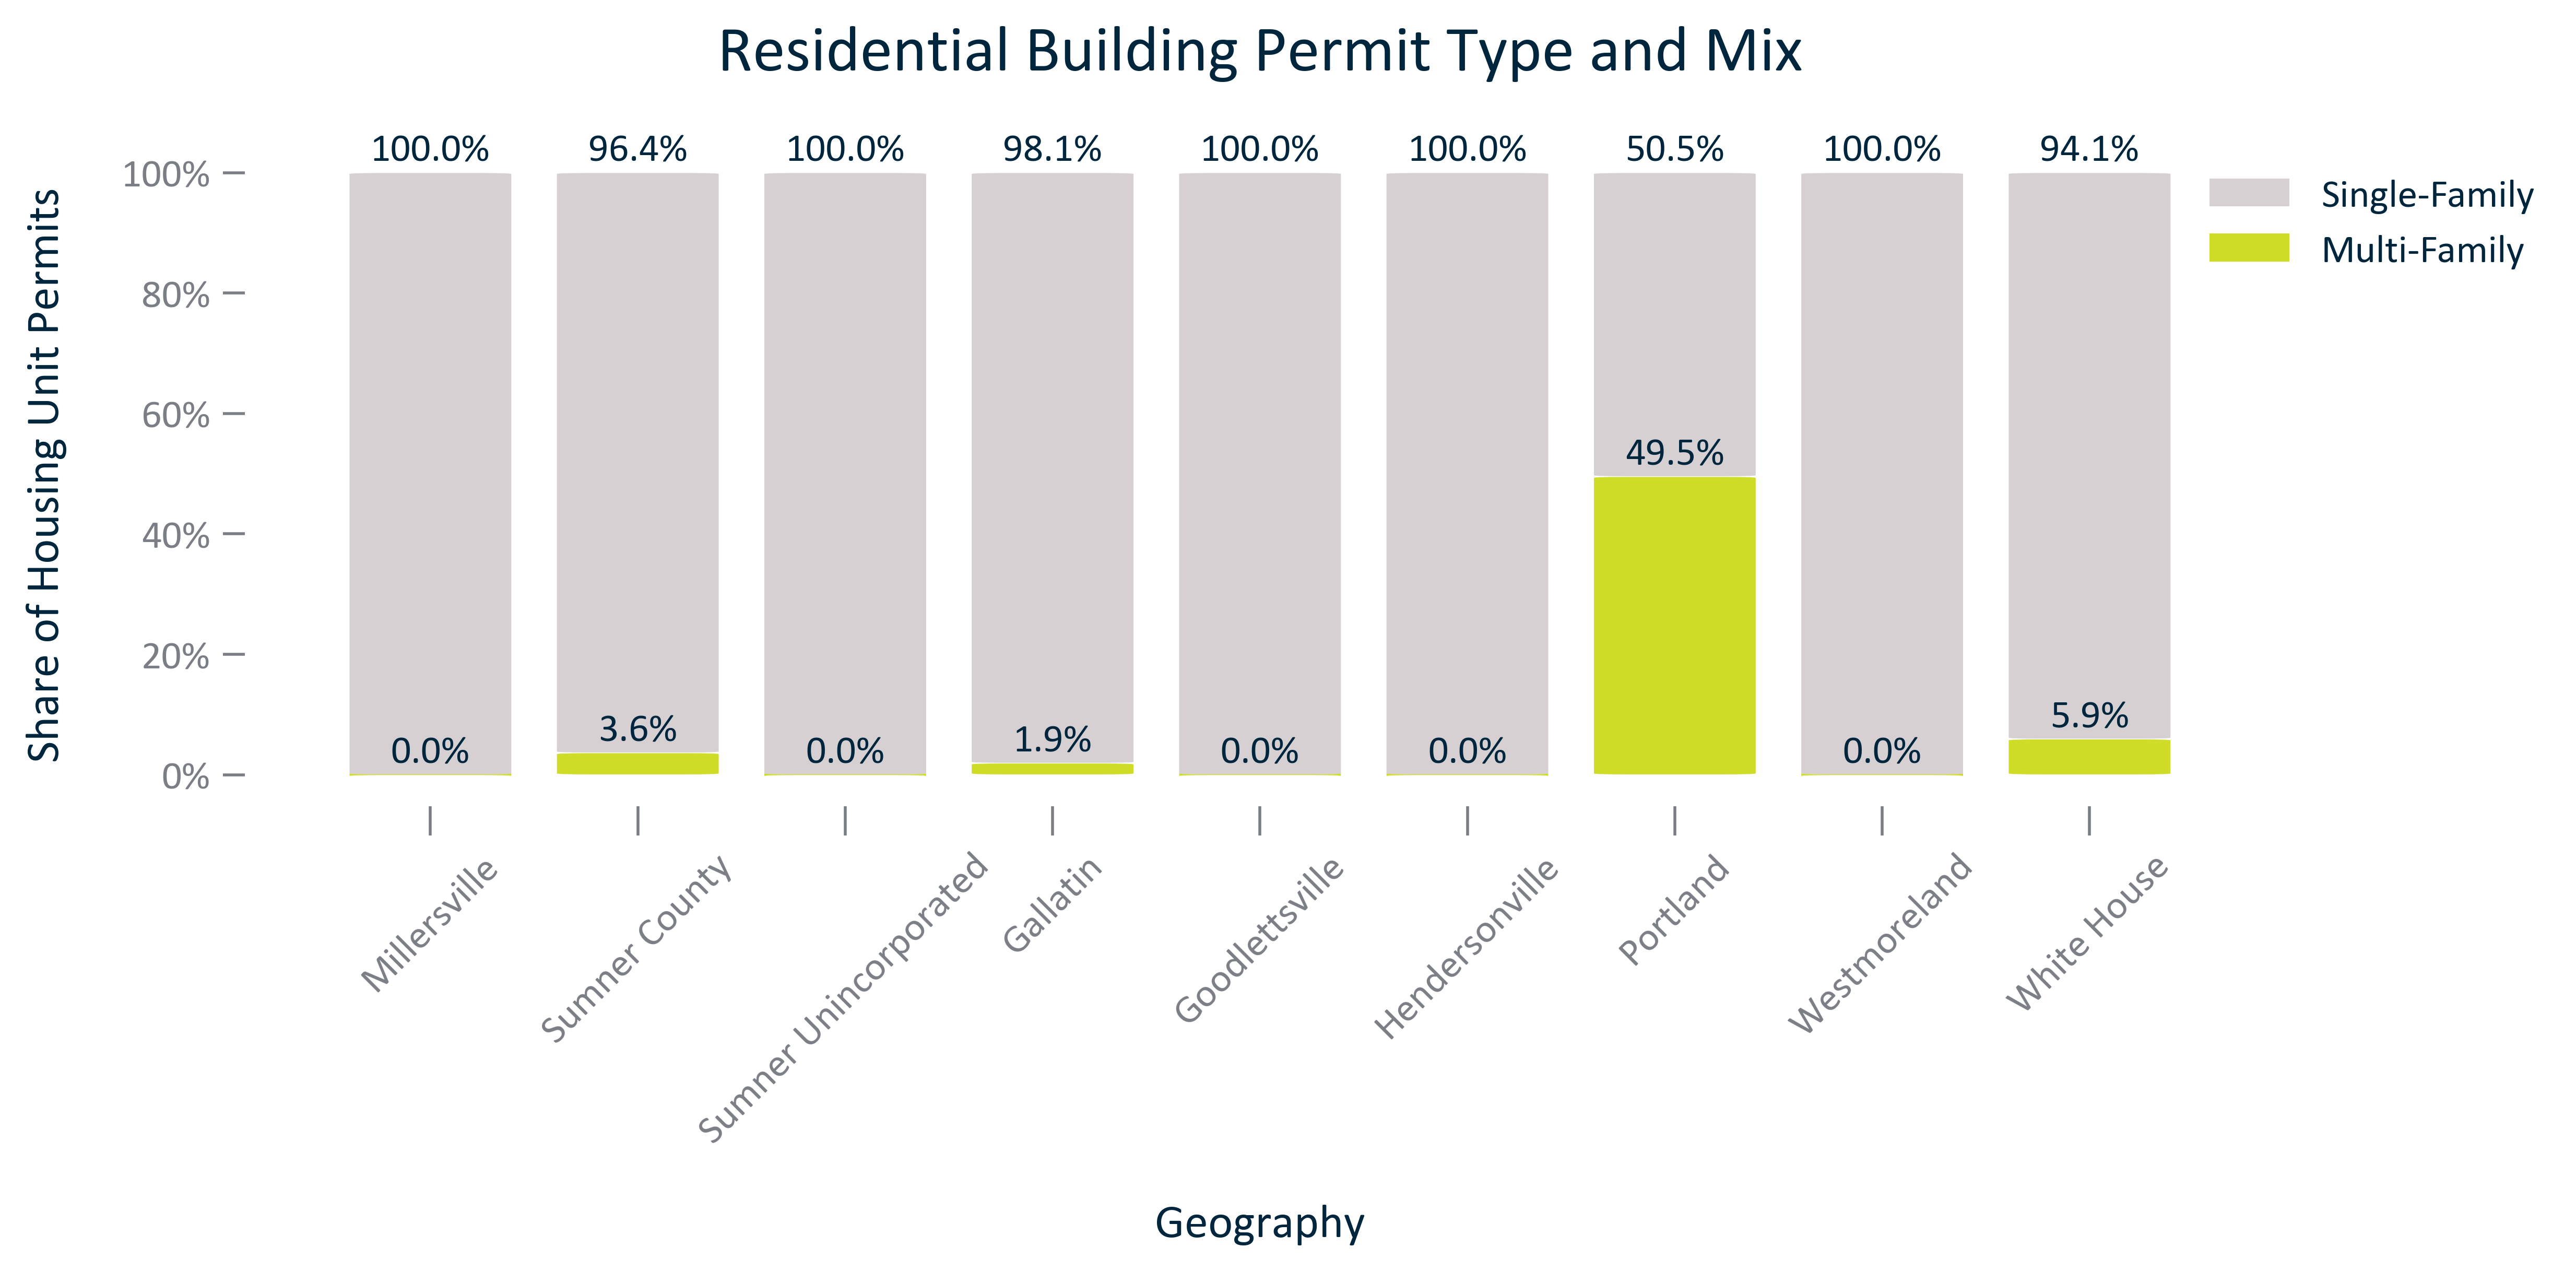 Residential Building Permit Type and Mix
100.0% 96.4% 100.0% 98.1% 100.0% 100.0% 50.5% 100.0% 94.1%
Single-Family
Multi-Family
Share of Housing Unit Permits
100%
80%
60%
40%
20%
0%
49.5%
0.0% 3.6% 0.0% 1.9% 0.0% 0.0% 0.0% 5.9%
Millersville
Sumner County
Sumner Unincorporated
Gallatin
Goodlettsville
Hendersonville
Portland
Westmoreland
White House
Geography